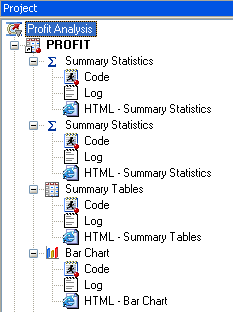 Project
Profit Analysis
PROFIT
Summary Statistics
Code
Log
HTML - Summary Statistics
Summary Statistics
Code
Log
HTML - Summary Statistics
Summary Tables
Code
Log
HTML - Summary Tables
Bar Chart
Code
Log
HTML - Bar Chart